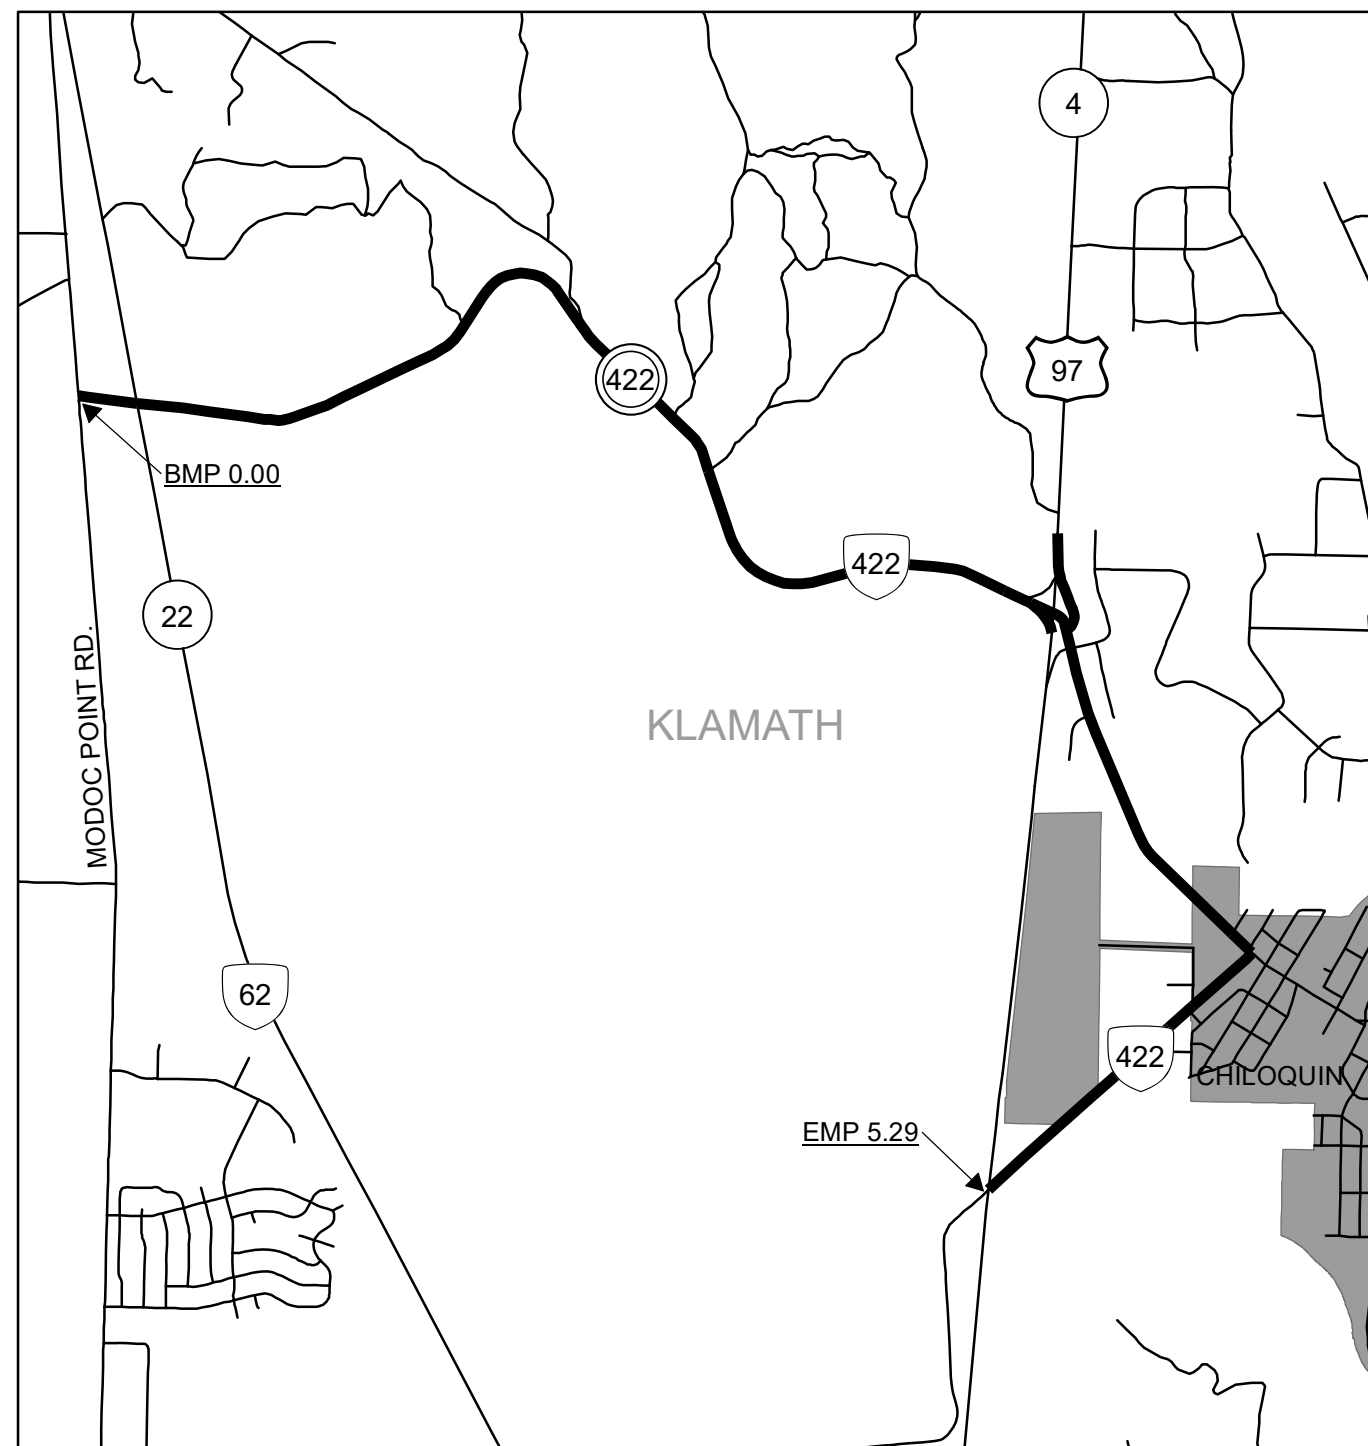 4
97
422
BMP 0.00
422
22
MODOC POINT RD.
KLAMATH
62
422
CHILOQUIN
EMP 5.29